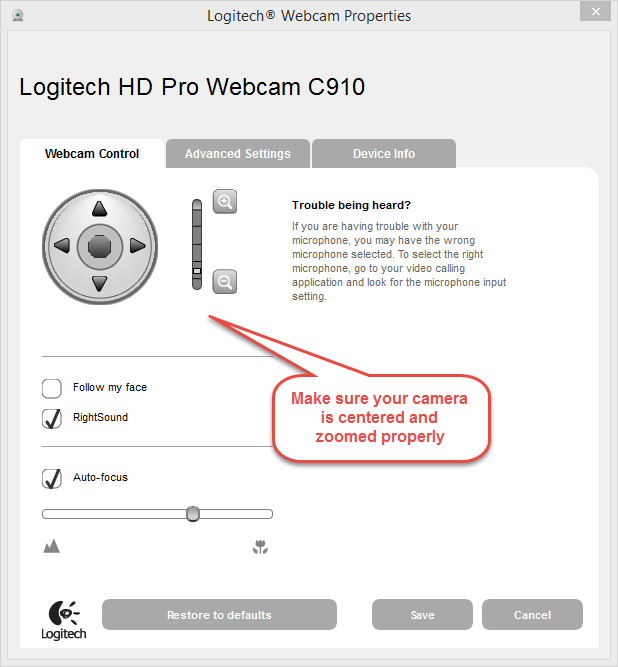 Logitech® Webcam Properties
Logitech HD Pro Webcam C910
Webcam Control
Advanced Settings
Device Info
Trouble being heard?
If you are having trouble with your
microphone, you may have the wrong
microphone selected. To select the right
microphone, go to your video calling
application and look for the microphone input
setting.
Make sure your camera
is centered and
zoomed properly
Follow my face
RightSound
Auto-focus
Logitech
Restore to defaults
Save
Cancel